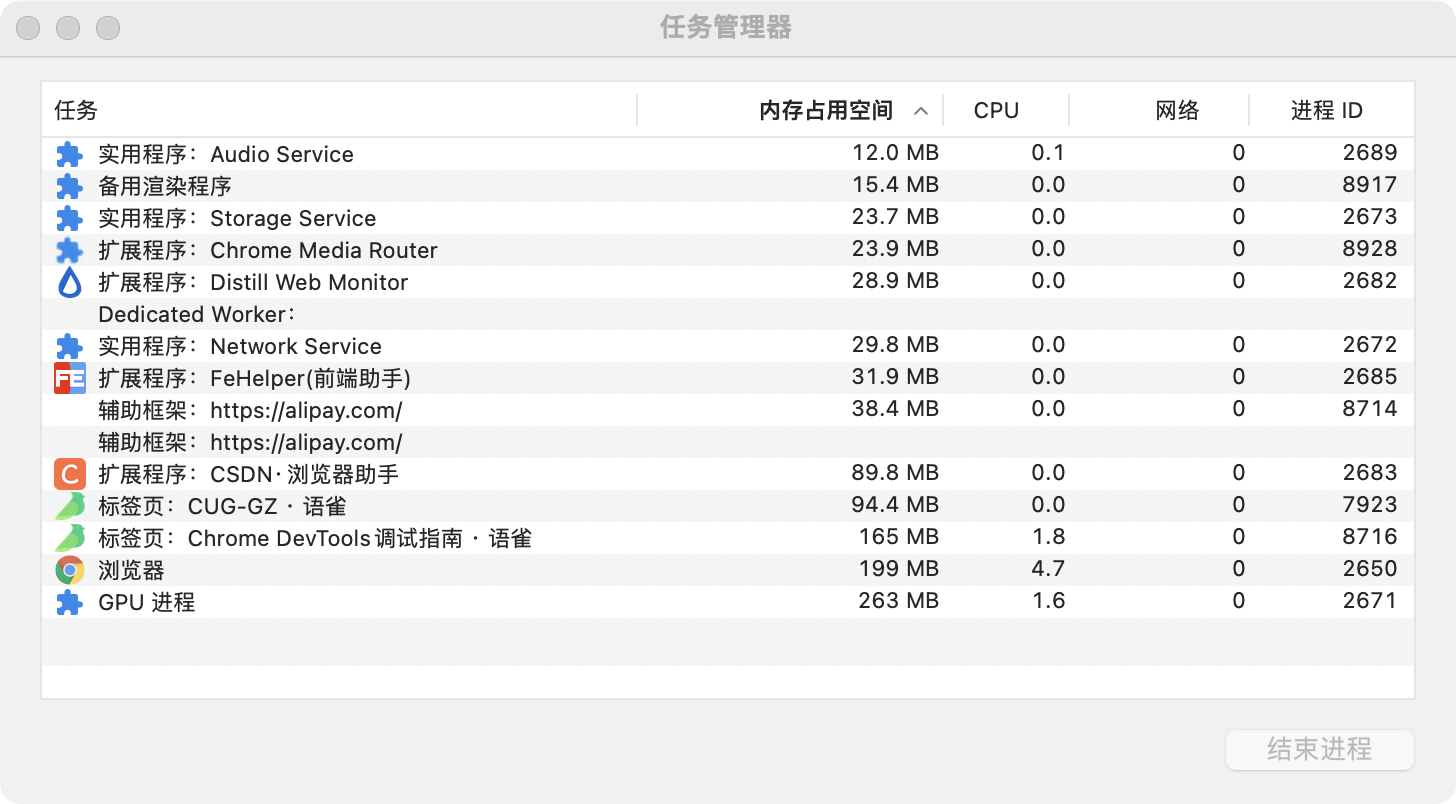 任务管理器
任务 内存占用空间 CPU 网络 进程 ID
实用程序：Audio Service 12.0 MB 0.1 0 2689
备用渲染程序 15.4 MB 0.0 0 8917
实用程序：Storage Service 23.7 MB 0.0 0 2673
扩展程序：Chrome Media Router 23.9 MB 0.0 0 8928
扩展程序：Distill Web Monitor 28.9 MB 0.0 0 2682
Dedicated Worker：
实用程序：Network Service 29.8 MB 0.0 0 2672
FE 扩展程序：FeHelper(前端助手) 31.9 MB 0.0 0 2685
辅助框架：https://alipay.com/ 38.4 MB 0.0 0 8714
辅助框架：https://alipay.com/
C 扩展程序：CSDN·浏览器助手 89.8 MB 0.0 0 2683
标签页：CUG-GZ · 语雀 94.4 MB 0.0 0 7923
标签页：Chrome DevTools调试指南 · 语雀 165 MB 1.8 0 8716
浏览器 199 MB 4.7 0 2650
GPU 进程 263 MB 1.6 0 2671
结束进程